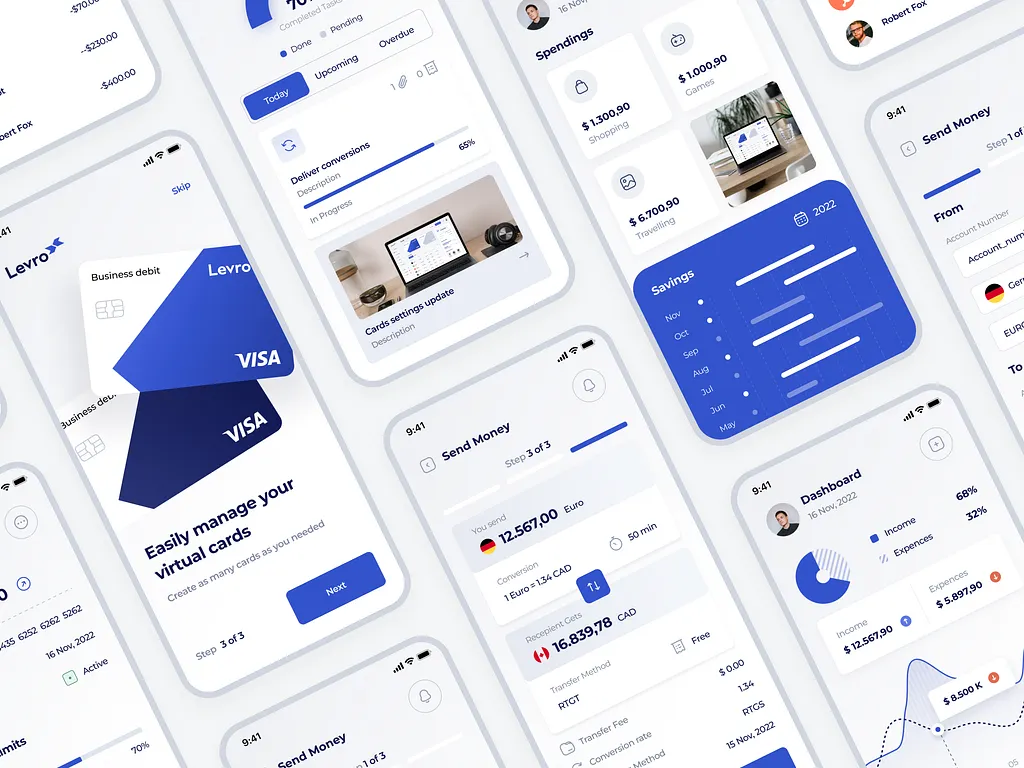 -$70.00
--$230.00
-$400.00
bert Fox
Completed Tasks
Done
Pending
Today
Upcoming
Overdue
1
0
Deliver conversions
Description
65%
In Progress
Cards settings update
Description
16 Nov,
Spendings
$ 1.300,90
Shopping
$ 1.000,90
Games
$ 6.700,90
Travelling
Savings
2022
Nov
Oct
Sep
Aug
Jul
Jun
May
Robert Fox
9:41
Send Money
Step 1 of
From
Account Number
Account_num
Ger
EURO
To
:41
Skip
Levro
Business debit
Levro
VISA
Business debi
VISA
Easily manage your
virtual cards
Create as many cards as you needed
Next
Step 3 of 3
0
435 6252 6262 5262
16 Nov, 2022
Active
imits
70%
9:41
Send Money
1 of 3
9:41
Send Money
Step 3 of 3
You send
12.567,00 Euro
50 min
Conversion
1 Euro = 1.34 CAD
Recepient Gets
16.839,78 CAD
Transfer Method
RTGT
Free
Transfer Fee
$ 0.00
Conversion rate
1.34
Method
RTGS
15 Nov, 2022
9:41
Dashboard
16 Nov, 2022
Income
68%
Expences
32%
Income
$ 12.567,90
Expences
$ 5.897,90
$ 8.500 K
05